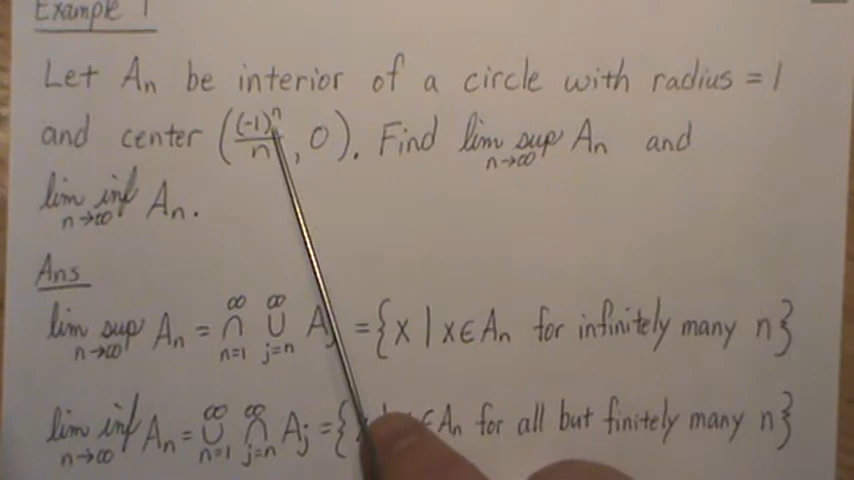 Example 1
Let An be interior of a circle with radius = 1
and center ((-1)^n/n, 0). Find lim sup n→∞ An and
lim inf n→∞ An.
Ans
lim sup n→∞ An = ∩ n=1 ∞ ∪ j=n ∞ Aj = {x | x ∈ An for infinitely many n}
lim inf n→∞ An = ∪ n=1 ∞ ∩ j=n ∞ Aj = { ∈ An for all but finitely many n}